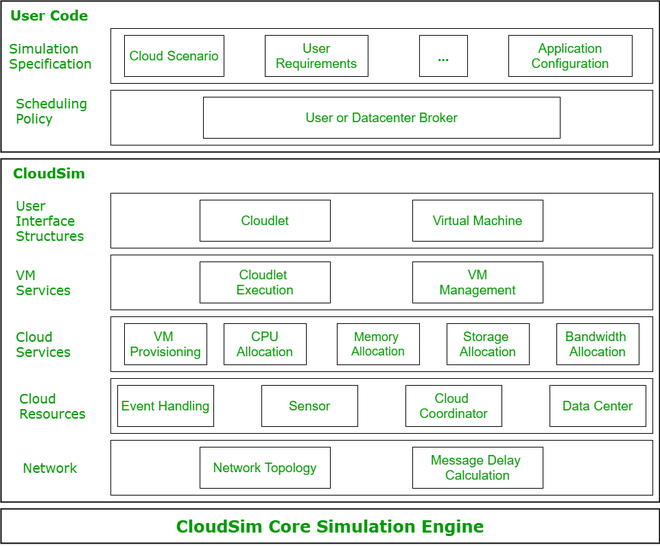 User Code
Simulation
Specification
Cloud Scenario
User
Requirements
...
Application
Configuration
Scheduling
Policy
User or Datacenter Broker
CloudSim
User
Interface
Structures
Cloudlet
Virtual Machine
VM
Services
Cloudlet
Execution
VM
Management
Cloud
Services
VM
Provisioning
CPU
Allocation
Memory
Allocation
Storage
Allocation
Bandwidth
Allocation
Cloud
Resources
Event Handling
Sensor
Cloud
Coordinator
Data Center
Network
Network Topology
Message Delay
Calculation
CloudSim Core Simulation Engine